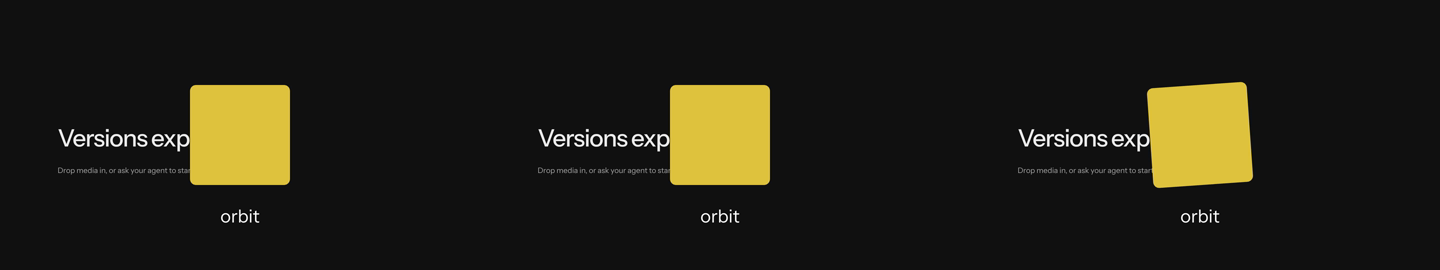 Versions exp
Drop media in, or ask your agent to star
orbit
Versions exp
Drop media in, or ask your agent to star
orbit
Versions exp
Drop media in, or ask your agent to start
orbit